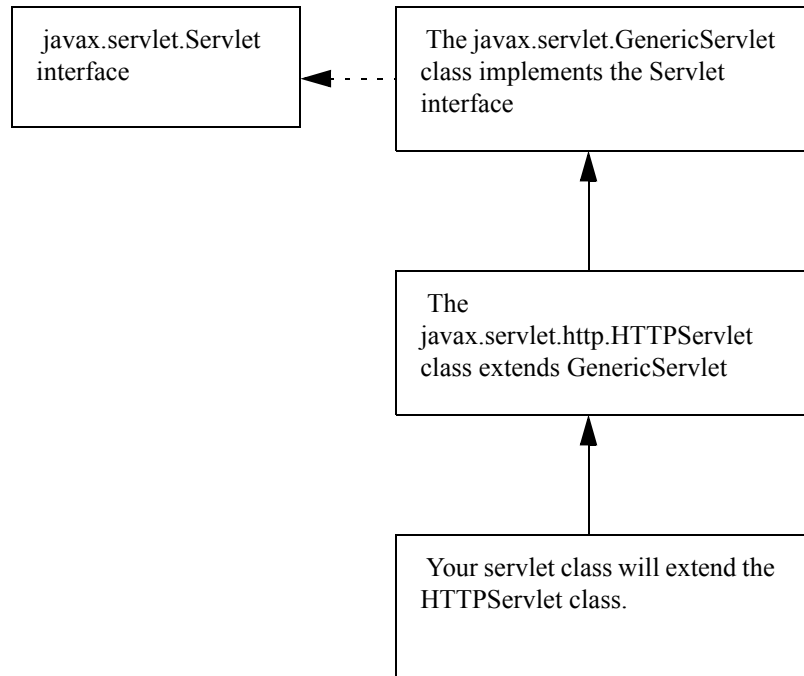 javax.servlet.Servlet
interface
The javax.servlet.GenericServlet
class implements the Servlet
interface
The
javax.servlet.http.HTTPServlet
class extends GenericServlet
Your servlet class will extend the
HTTPServlet class.